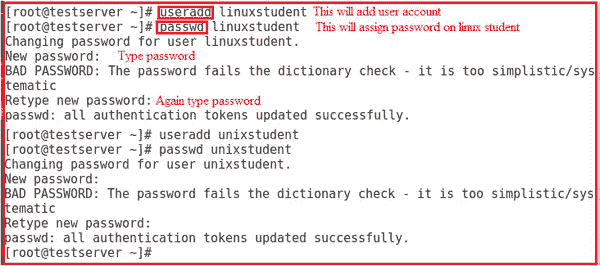 [root@testserver ~]# useradd linuxstudent This will add user account
[root@testserver ~]# passwd linuxstudent This will assign password on linux student
Changing password for user linuxstudent.
New password: Type password
BAD PASSWORD: The password fails the dictionary check - it is too simplistic/sys
tematic
Retype new password: Again type password
passwd: all authentication tokens updated successfully.
[root@testserver ~]# useradd unixstudent
[root@testserver ~]# passwd unixstudent
Changing password for user unixstudent.
New password:
BAD PASSWORD: The password fails the dictionary check - it is too simplistic/sys
tematic
Retype new password:
passwd: all authentication tokens updated successfully.
[root@testserver ~]#